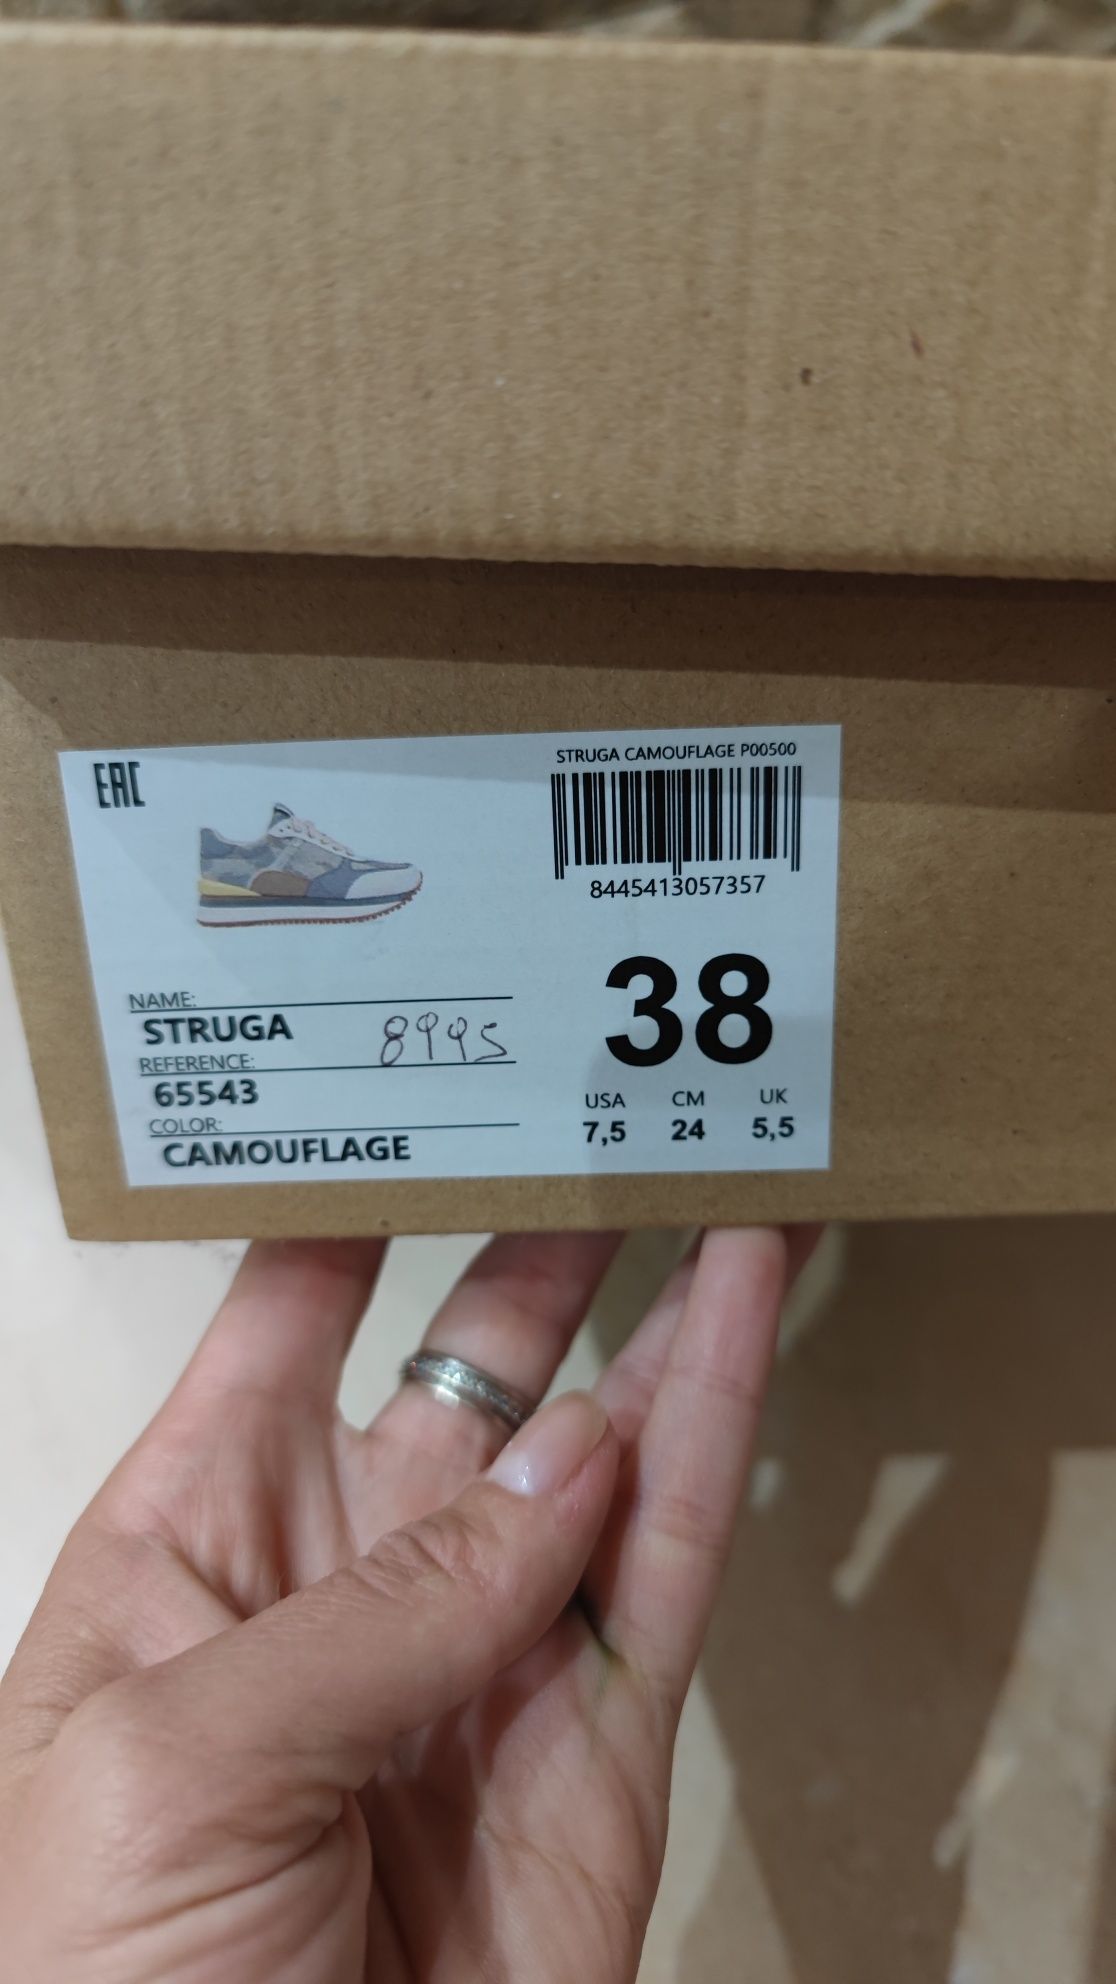 EAC
STRUGA CAMOUFLAGE P00500
8445413057357
NAME:
STRUGA
8995
REFERENCE:
65543
COLOR:
CAMOUFLAGE
38
USA CM UK
7,5 24 5,5